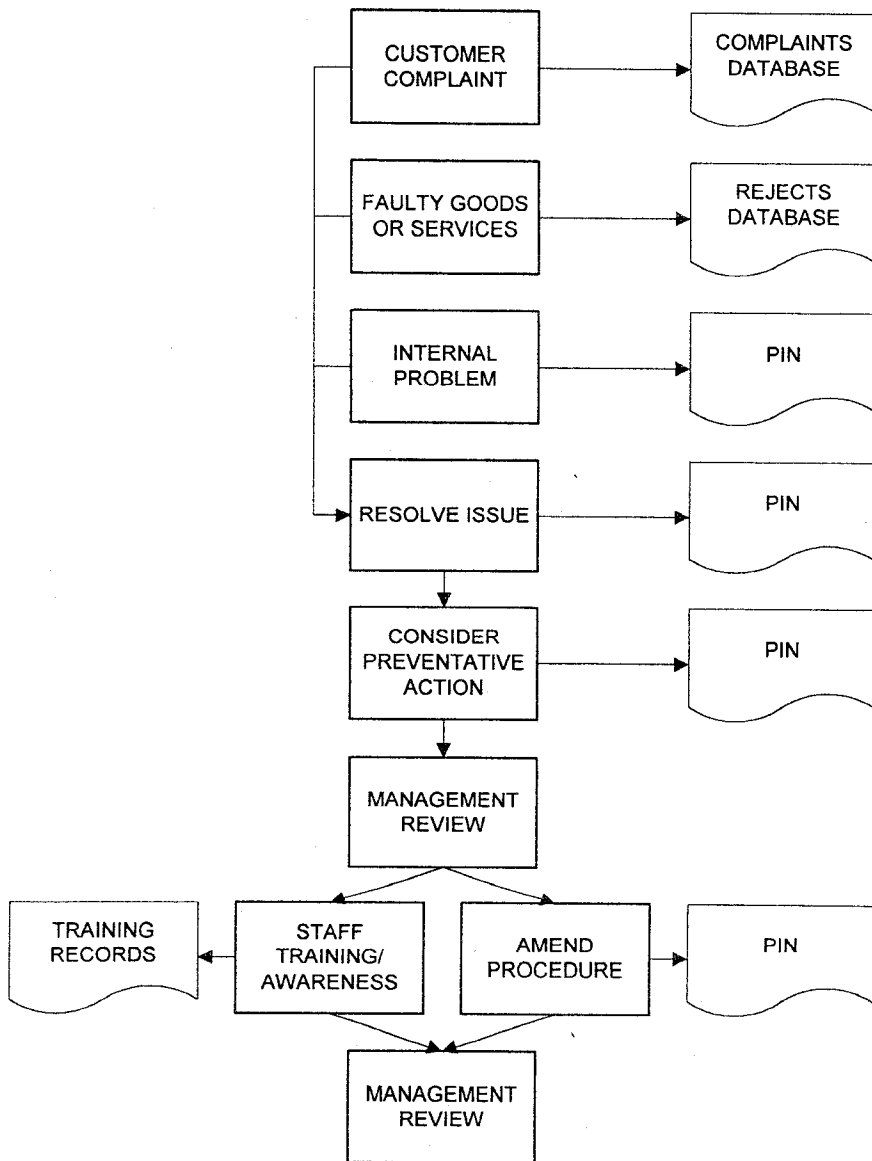 CUSTOMER
COMPLAINT
COMPLAINTS
DATABASE
FAULTY GOODS
OR SERVICES
REJECTS
DATABASE
INTERNAL
PROBLEM
PIN
RESOLVE ISSUE
PIN
CONSIDER
PREVENTATIVE
ACTION
PIN
MANAGEMENT
REVIEW
TRAINING
RECORDS
STAFF
TRAINING/
AWARENESS
AMEND
PROCEDURE
PIN
MANAGEMENT
REVIEW